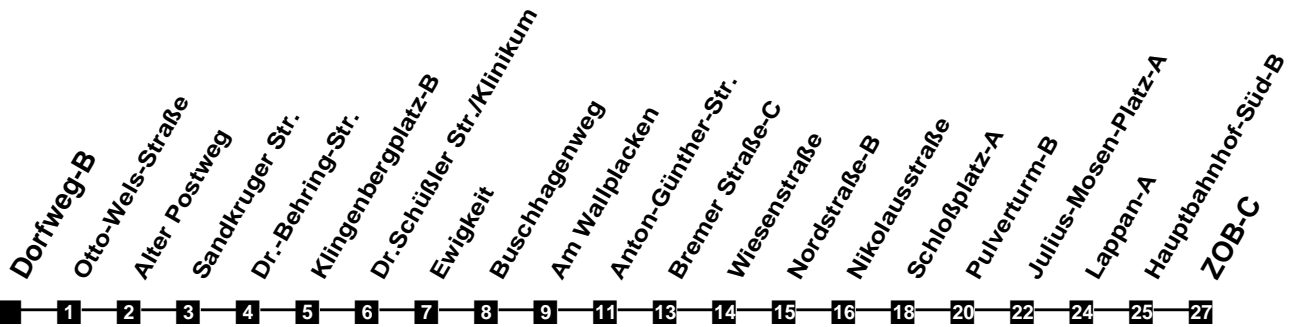 Dorfweg-B
Otto-Wels-Straße
Alter Postweg
Sandkruger Str.
Dr.-Behring-Str.
Klingenbergplatz-B
Dr.Schüßler Str./Klinikum
Ewigkeit
Buschhagenweg
Am Wallplacken
Anton-Günther-Str.
Bremer Straße-C
Wiesenstraße
Nordstraße-B
Nikolausstraße
Schloßplatz-A
Pulverturm-B
Julius-Mosen-Platz-A
Lappan-A
Hauptbahnhof-Süd-B
ZOB-C
1 2 3 4 5 6 7 8 9 11 13 14 15 16 18 20 22 24 25 27